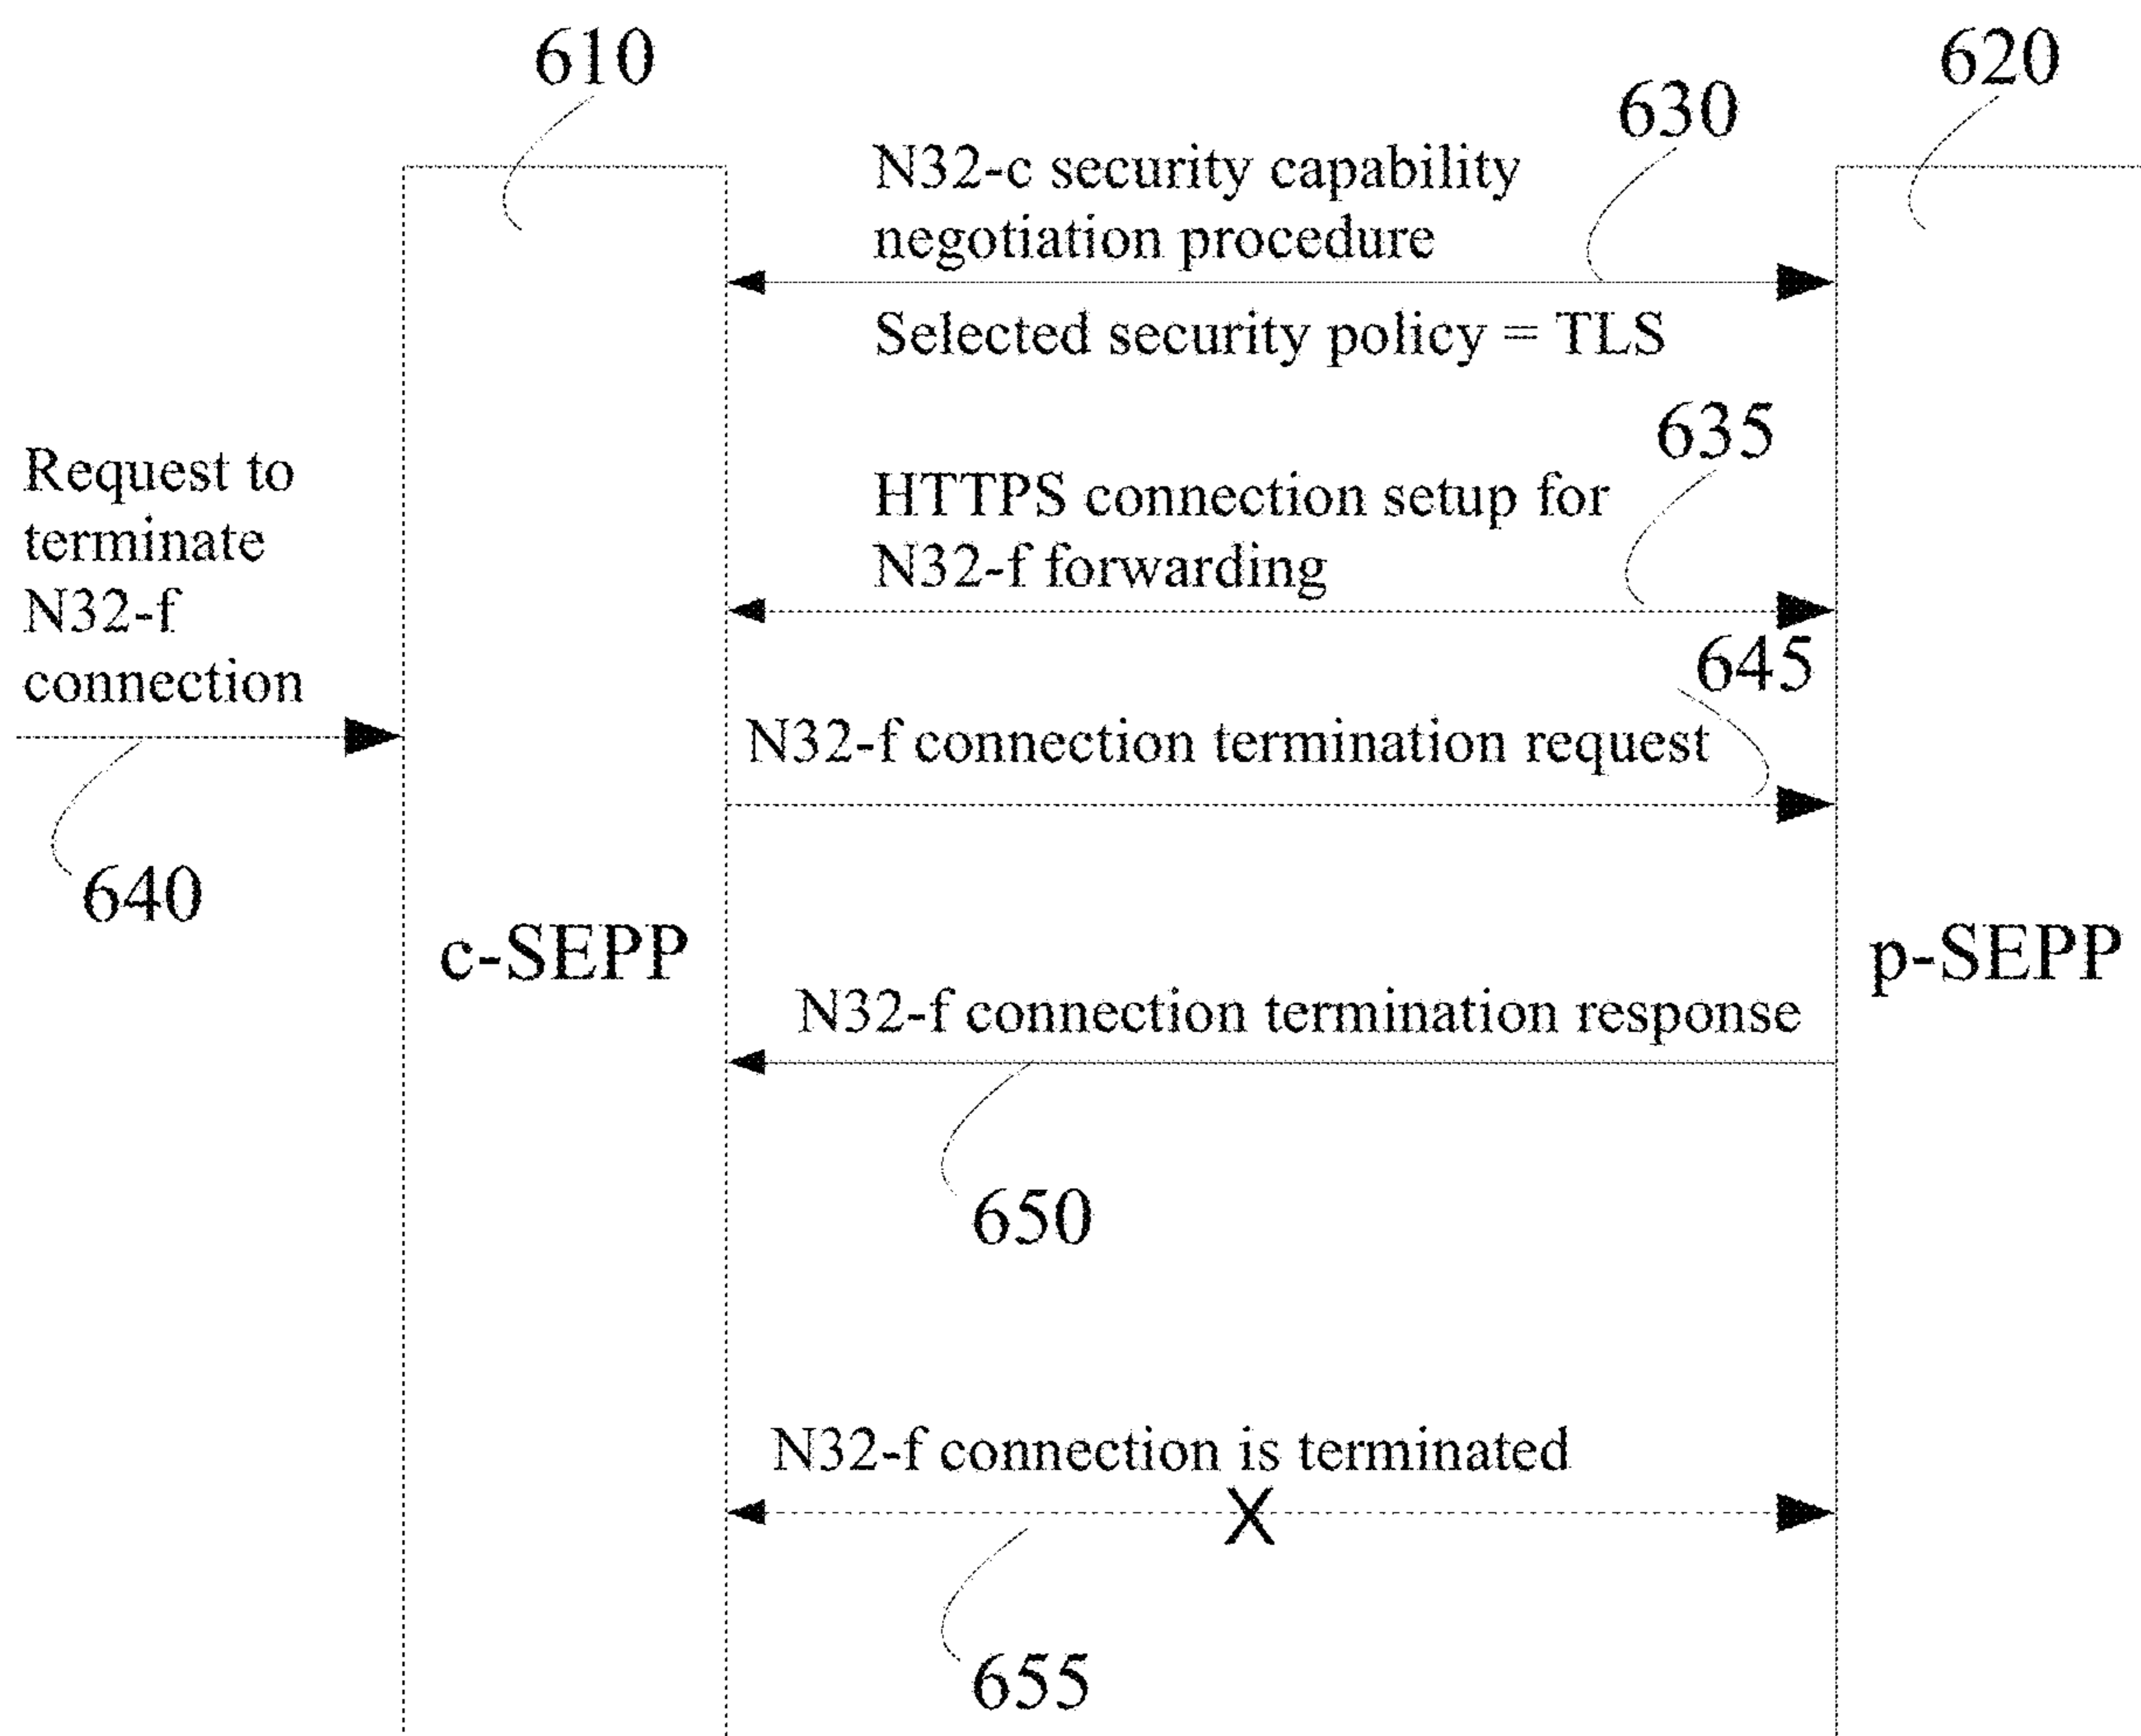 610
620
630
N32-c security capability
negotiation procedure
Selected security policy = TLS
635
Request to
terminate
N32-f
connection
HTTPS connection setup for
N32-f forwarding
645
N32-f connection termination request
640
c-SEPP
p-SEPP
N32-f connection termination response
650
N32-f connection is terminated
X
655